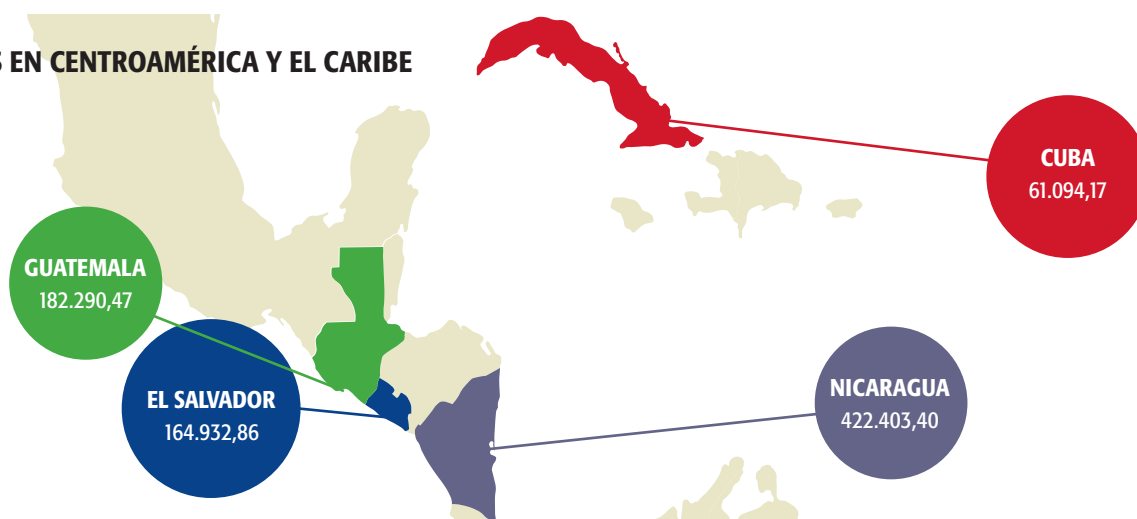 EN CENTROAMÉRICA Y EL CARIBE
CUBA
61.094,17
GUATEMALA
182.290,47
EL SALVADOR
164.932,86
NICARAGUA
422.403,40